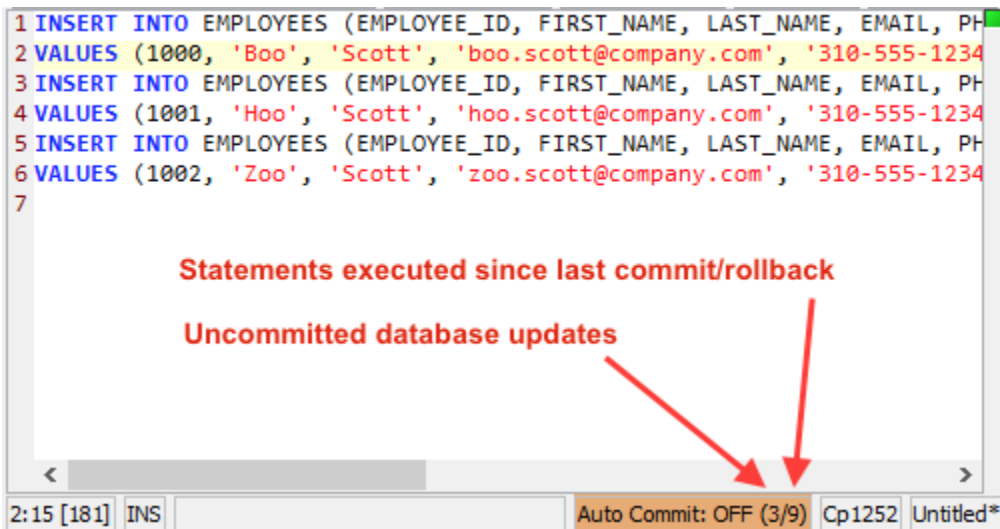 1 INSERT INTO EMPLOYEES (EMPLOYEE_ID, FIRST_NAME, LAST_NAME, EMAIL, PH
2 VALUES (1000, 'Boo', 'Scott', 'boo.scott@company.com', '310-555-1234
3 INSERT INTO EMPLOYEES (EMPLOYEE_ID, FIRST_NAME, LAST_NAME, EMAIL, PH
4 VALUES (1001, 'Hoo', 'Scott', 'hoo.scott@company.com', '310-555-1234
5 INSERT INTO EMPLOYEES (EMPLOYEE_ID, FIRST_NAME, LAST_NAME, EMAIL, PH
6 VALUES (1002, 'Zoo', 'Scott', 'zoo.scott@company.com', '310-555-1234
7
Statements executed since last commit/rollback
Uncommitted database updates
2:15 [181] INS Auto Commit: OFF (3/9) Cp1252 Untitled*